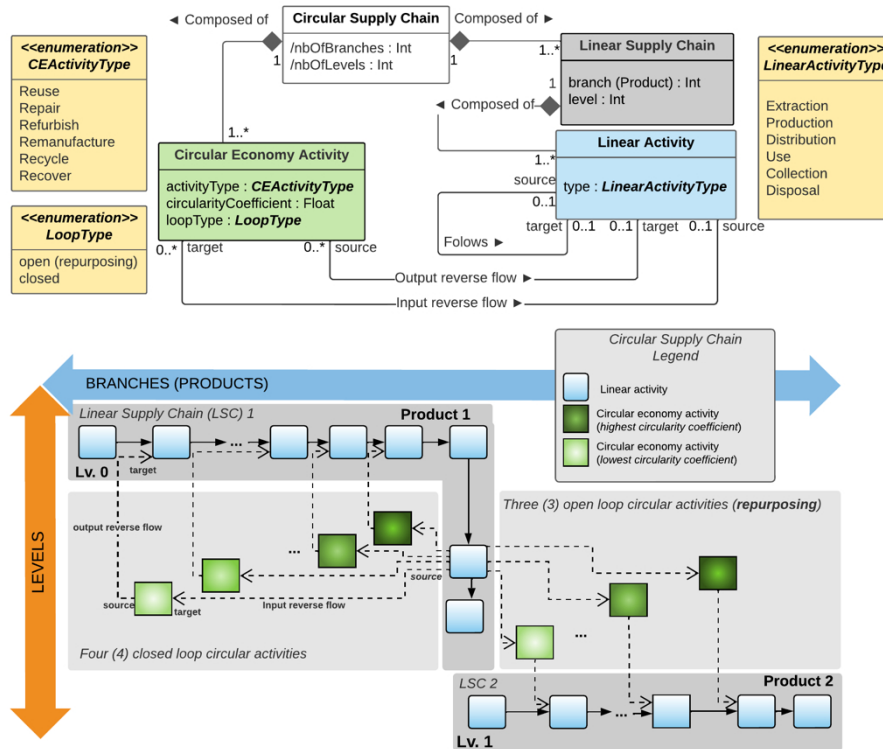 ◄ Composed of
Circular Supply Chain
Composed of ►
/nbOfBranches : Int
/nbOfLevels : Int
1
1
1..*
1..*
<<enumeration>>
CEActivityType
Reuse
Repair
Refurbish
Remanufacture
Recycle
Recover
Linear Supply Chain
branch (Product) : Int
level : Int
1
◄ Composed of
1..*
<<enumeration>>
LinearActivityType
Extraction
Production
Distribution
Use
Collection
Disposal
Circular Economy Activity
activityType : CEActivityType
circularityCoefficient : Float
loopType : LoopType
Linear Activity
type : LinearActivityType
source
0..1
Folows ►
target 0..1
0..1
target
0..1
source
<<enumeration>>
LoopType
open (repurposing)
closed
0..*
target
0..*
source
Output reverse flow ►
Input reverse flow ►
BRANCHES (PRODUCTS)
LEVELS
Circular Supply Chain
Legend
Linear activity
Circular economy activity
(highest circularity coefficient)
Circular economy activity
(lowest circularity coefficient)
Linear Supply Chain (LSC) 1
Product 1
...
Lv. 0
target
output reverse flow
...
source
source
target
Input reverse flow
Four (4) closed loop circular activities
Three (3) open loop circular activities (repurposing)
...
LSC 2
Product 2
...
Lv. 1